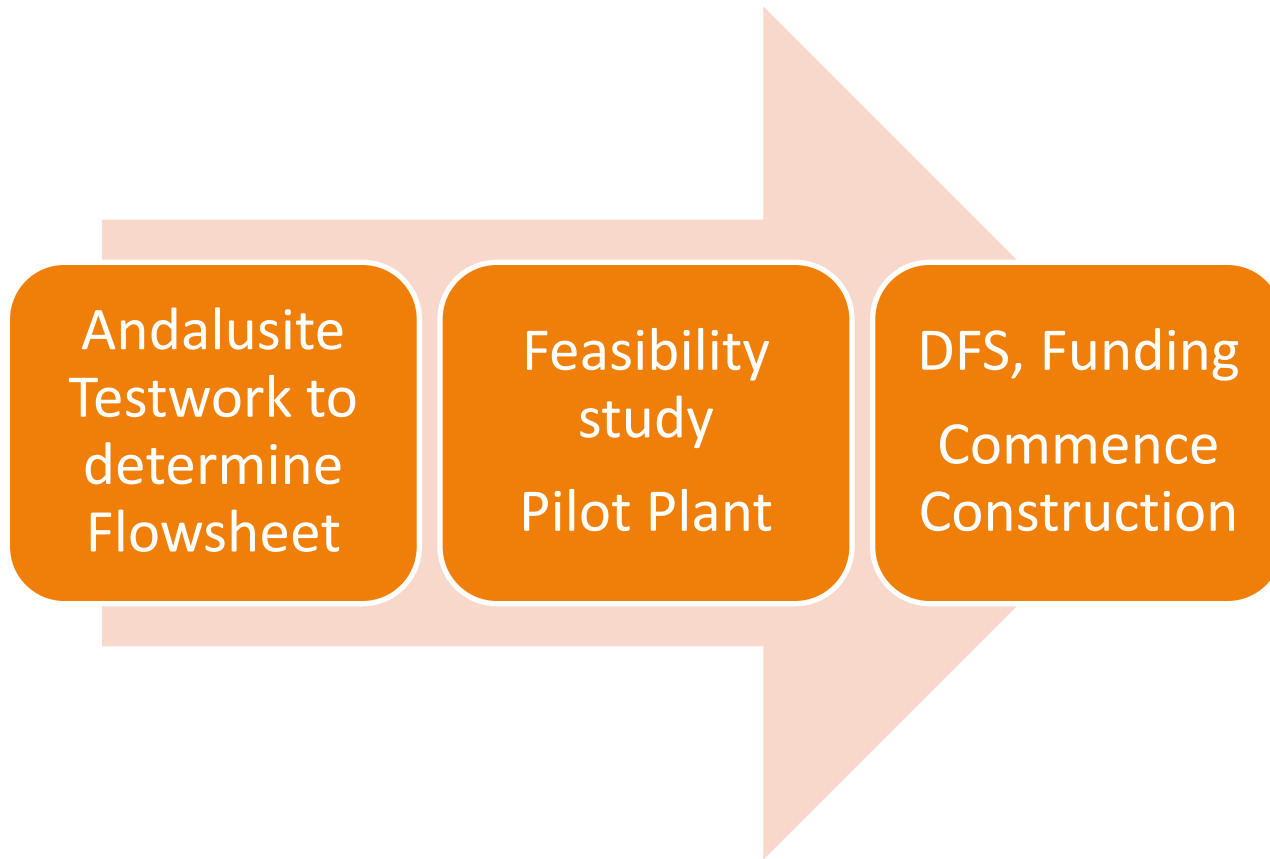 Andalusite
Testwork to
determine
Flowsheet
Feasibility
study
Pilot Plant
DFS, Funding
Commence
Construction